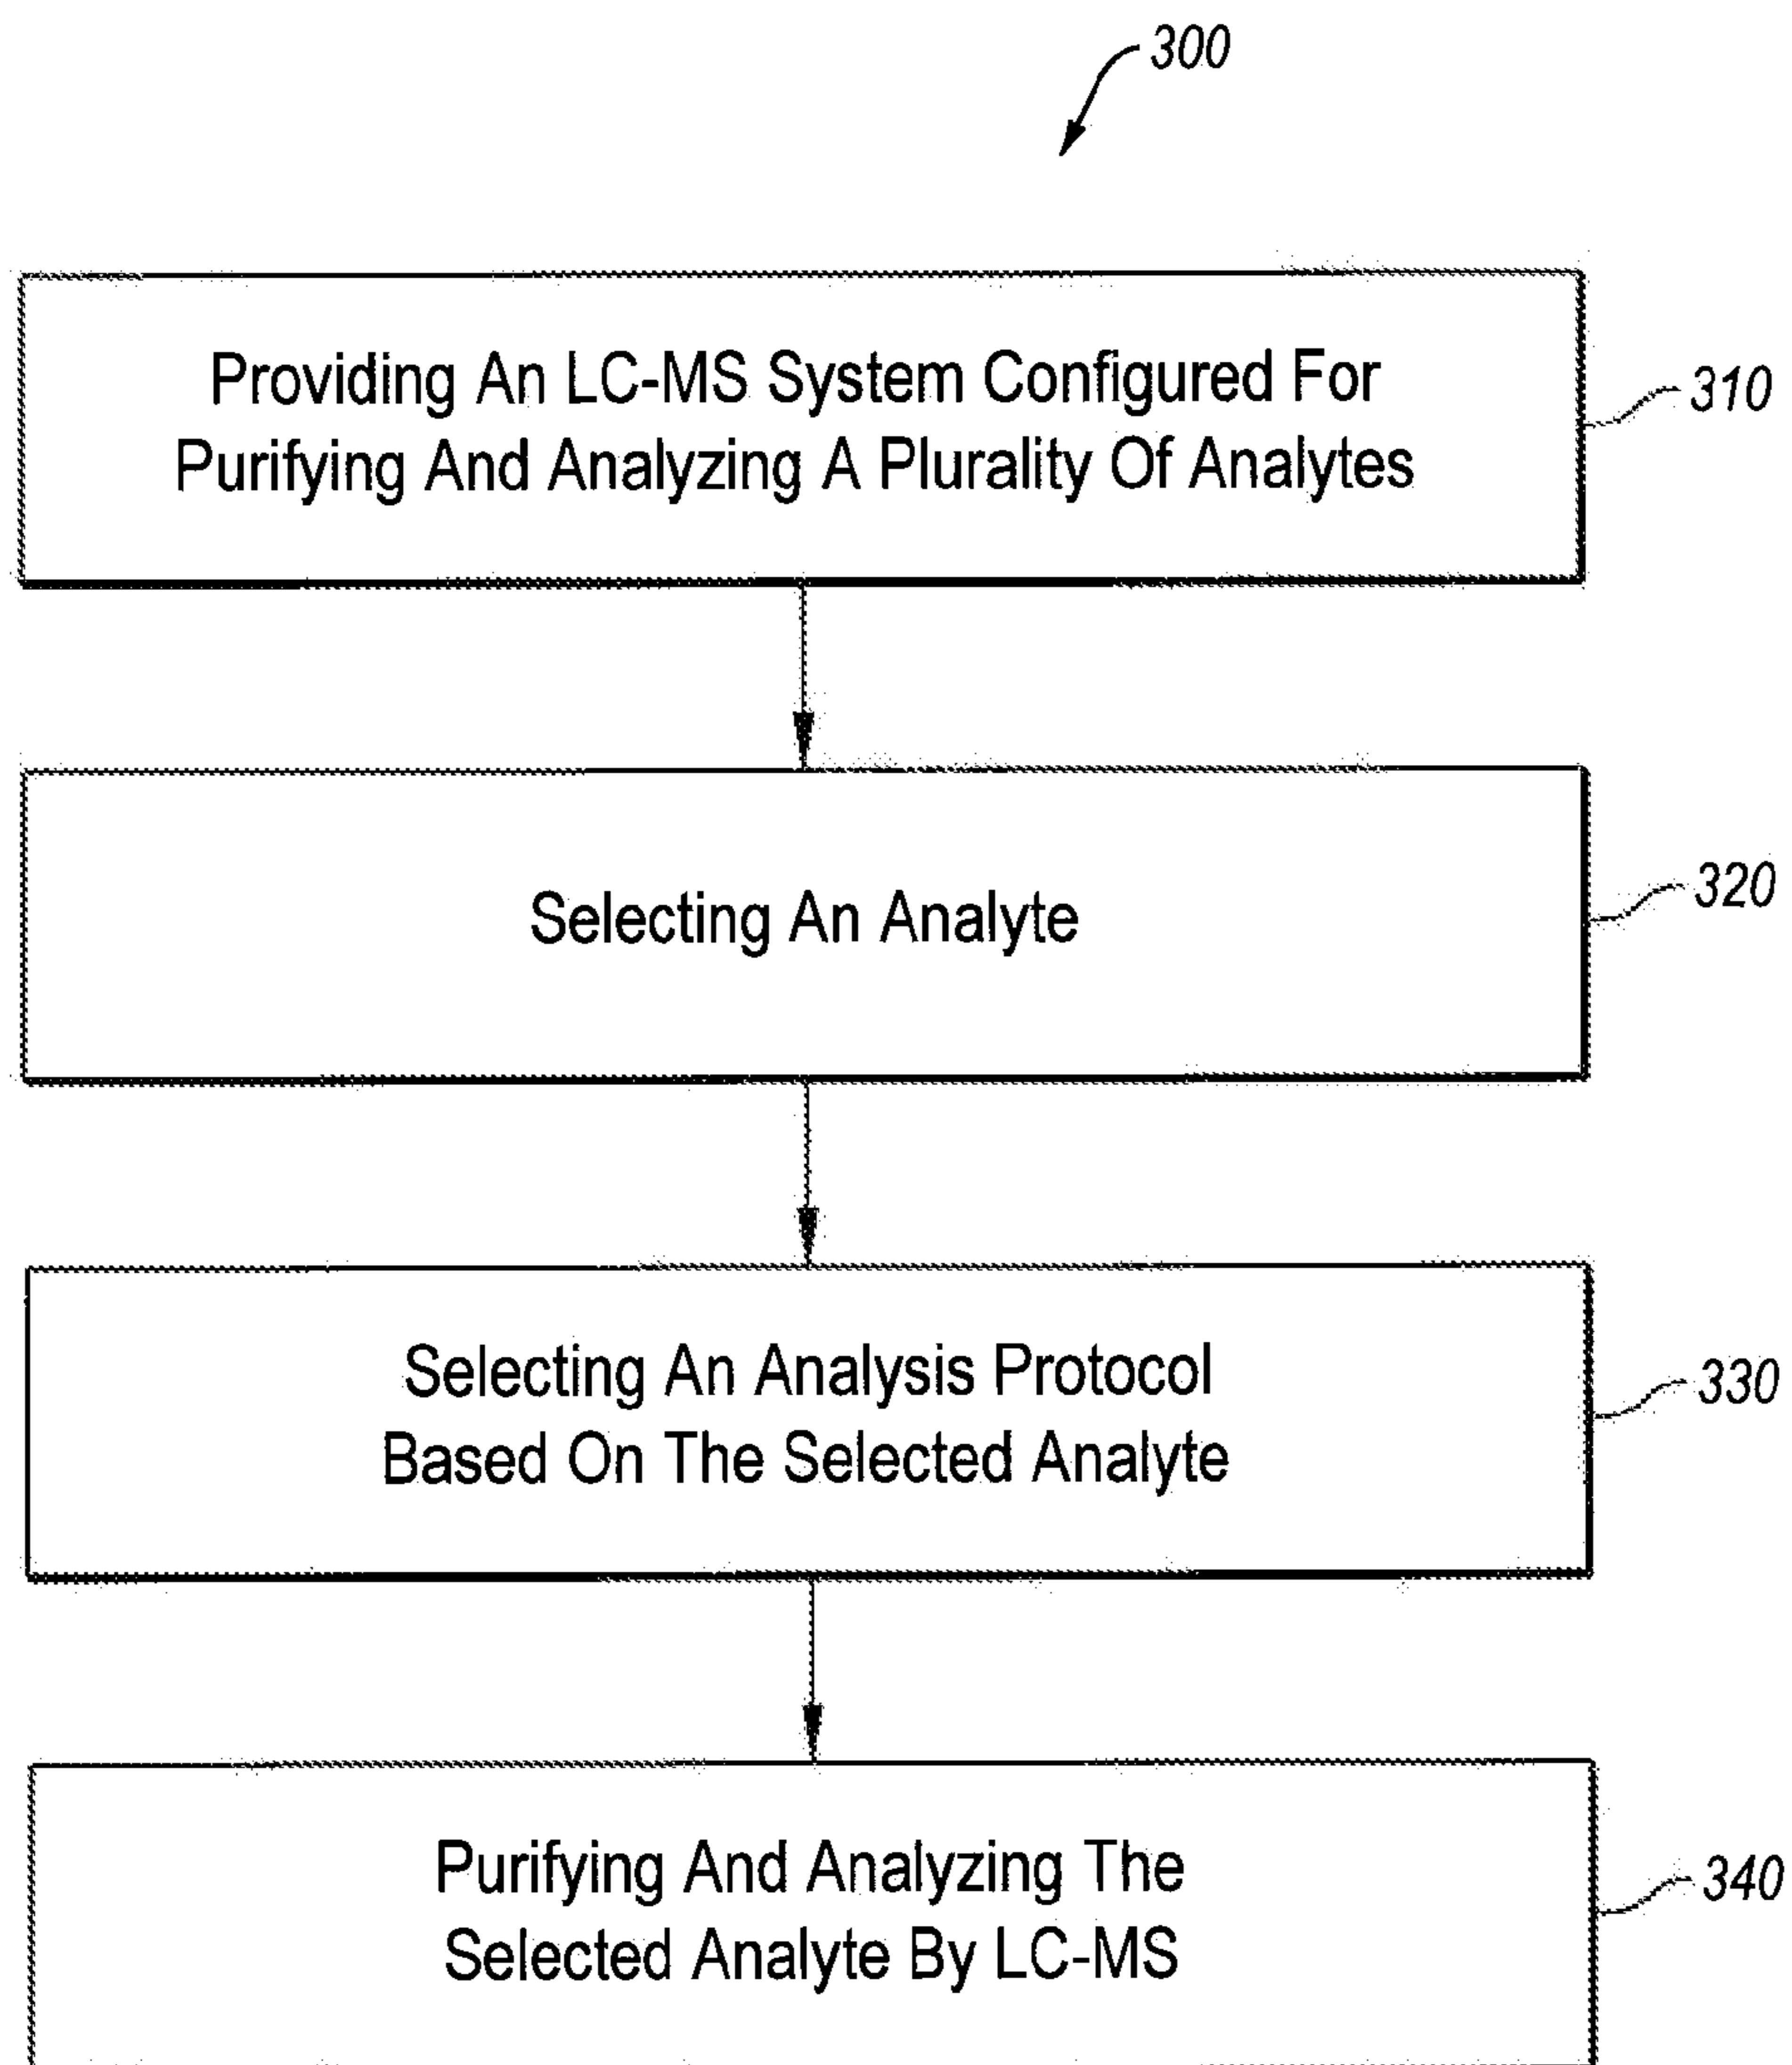 300
Providing An LC-MS System Configured For
Purifying And Analyzing A Plurality Of Analytes
310
Selecting An Analyte
320
Selecting An Analysis Protocol
Based On The Selected Analyte
330
Purifying And Analyzing The
Selected Analyte By LC-MS
340